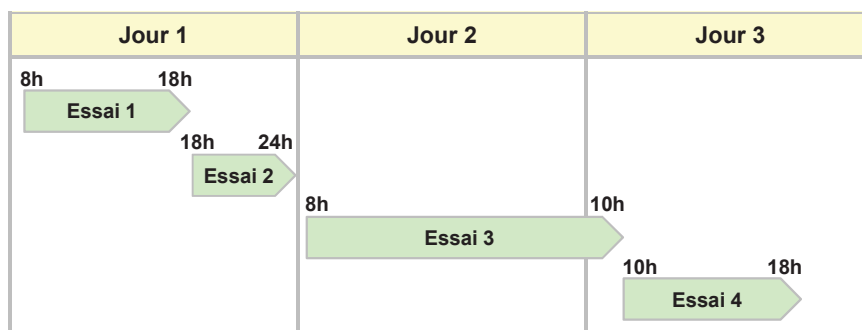 Jour 1 Jour 2 Jour 3
8h 18h
Essai 1
18h 24h
Essai 2
8h 10h
Essai 3
10h 18h
Essai 4